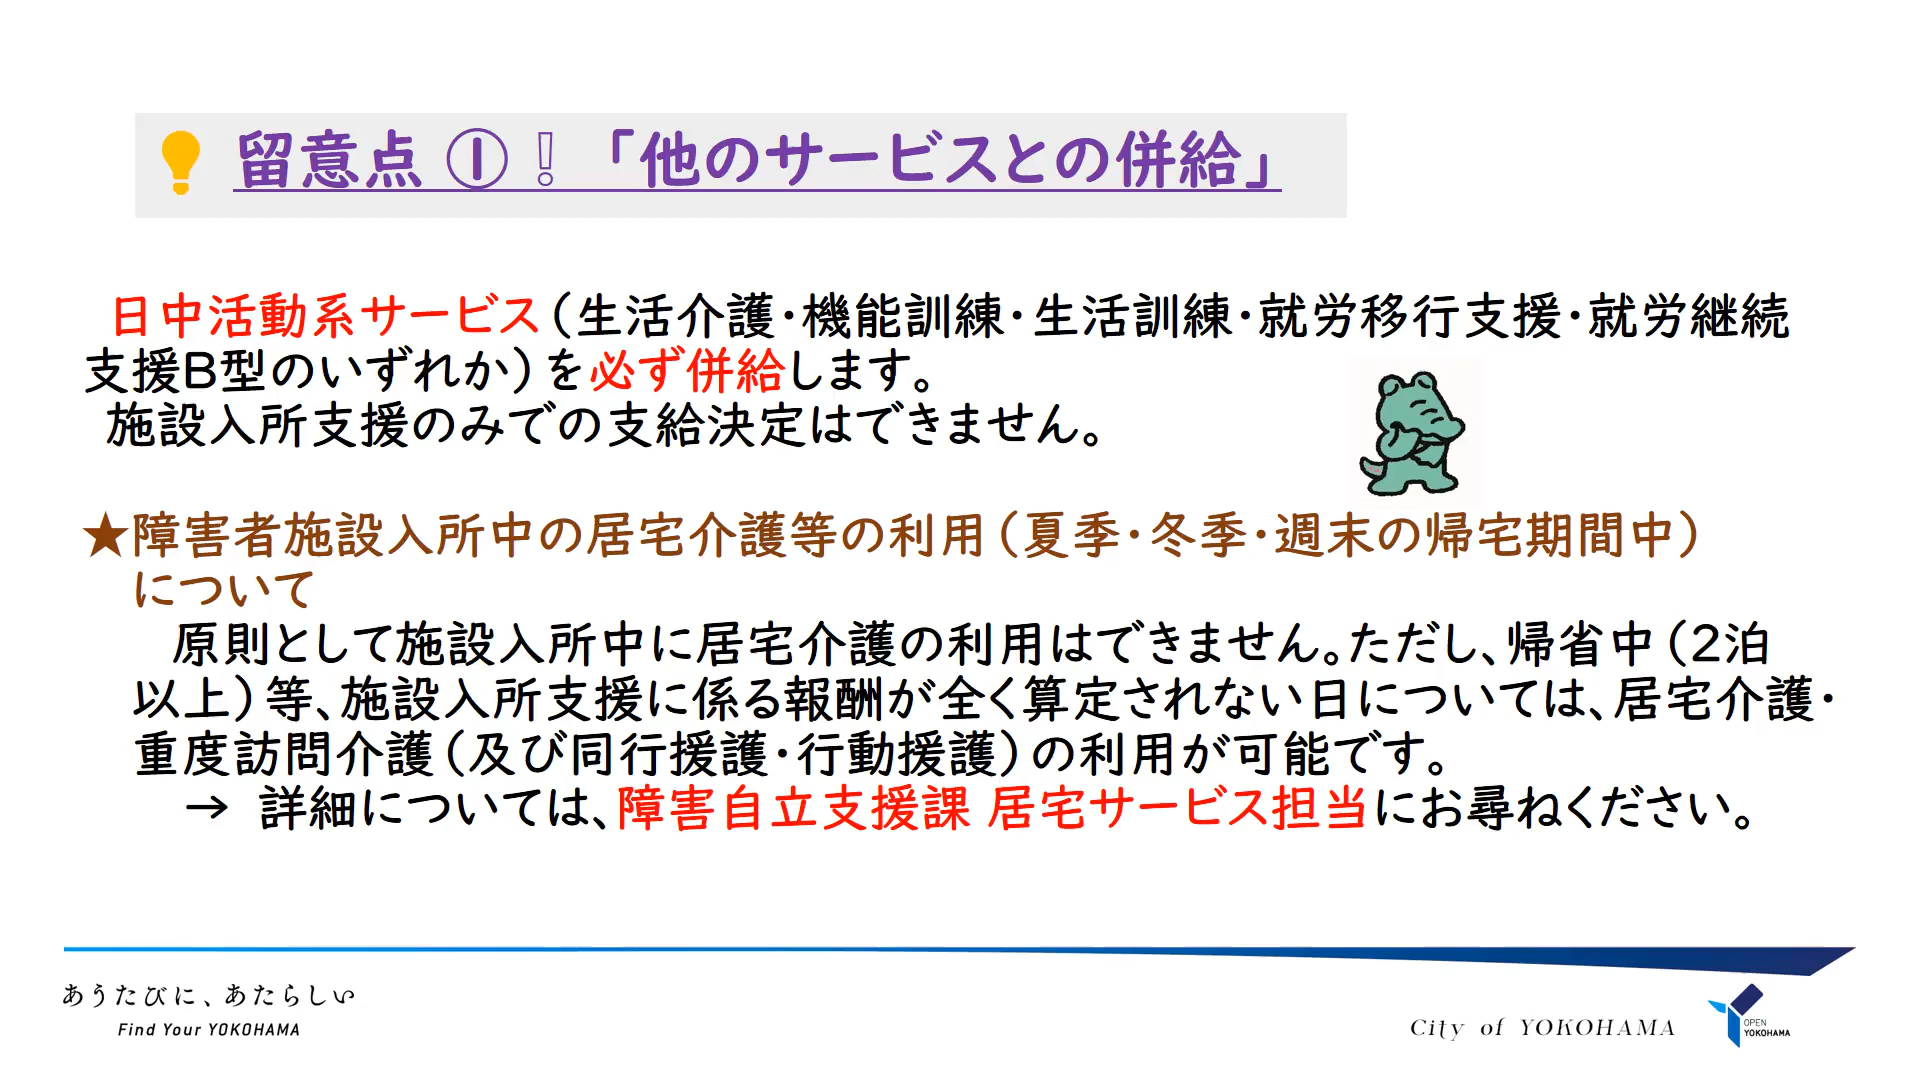 留意点 ①❕「他のサービスとの併給」
日中活動系サービス（生活介護・機能訓練・生活訓練・就労移行支援・就労継続
支援B型のいずれか）を必ず併給します。
施設入所支援のみでの支給決定はできません。
★障害者施設入所中の居宅介護等の利用（夏季・冬季・週末の帰宅期間中）
について
原則として施設入所中に居宅介護の利用はできません。ただし、帰省中（2泊
以上）等、施設入所支援に係る報酬が全く算定されない日については、居宅介護・
重度訪問介護（及び同行援護・行動援護）の利用が可能です。
→ 詳細については、障害自立支援課 居宅サービス担当にお尋ねください。
あうたびに、あたらしい
Find Your YOKOHAMA
City of YOKOHAMA
OPEN
YOKOHAMA